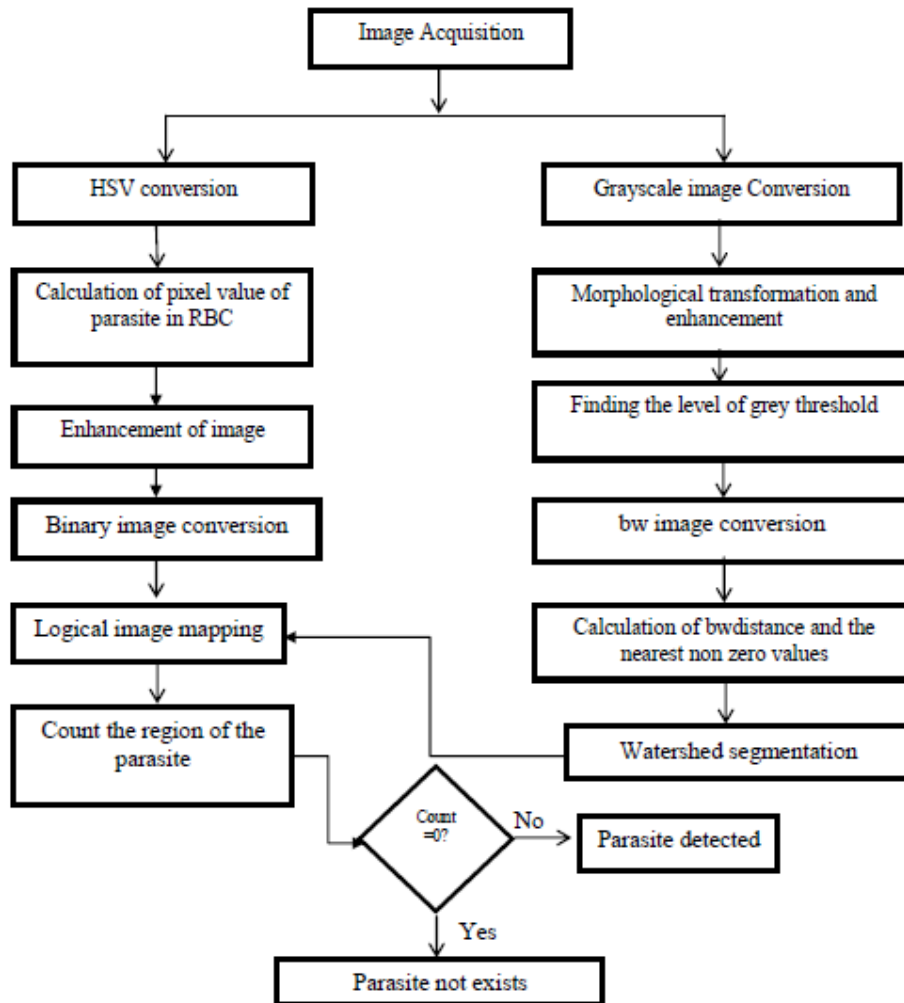 Image Acquisition
HSV conversion
Grayscale image Conversion
Calculation of pixel value of
parasite in RBC
Morphological transformation and
enhancement
Enhancement of image
Finding the level of grey threshold
Binary image conversion
bw image conversion
Logical image mapping
Calculation of bwdistance and the
nearest non zero values
Count the region of the
parasite
Watershed segmentation
Count
=0?
No
Parasite detected
Yes
Parasite not exists